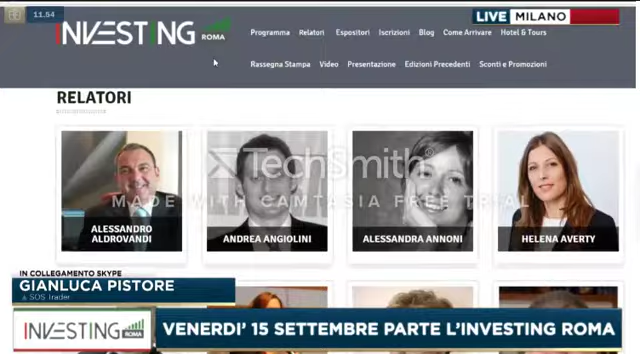 11.54
LIVE MILANO
INVESTING
ROMA
Programma Relatori Espositori Iscrizioni Blog Come Arrivare Hotel & Tours
Rassegna Stampa Video Presentazione Edizioni Precedenti Sconti e Promozioni
RELATORI
TechSmith
MADE WITH CAMTASIA FREE TRIAL
ALESSANDRO
ALDROVANDI
ANDREA ANGIOLINI
ALESSANDRA ANNONI
HELENA AVERTY
IN COLLEGAMENTO SKYPE
GIANLUCA PISTORE
SOS Trader
INVESTING
ROMA
VENERDI' 15 SETTEMBRE PARTE L'INVESTING ROMA